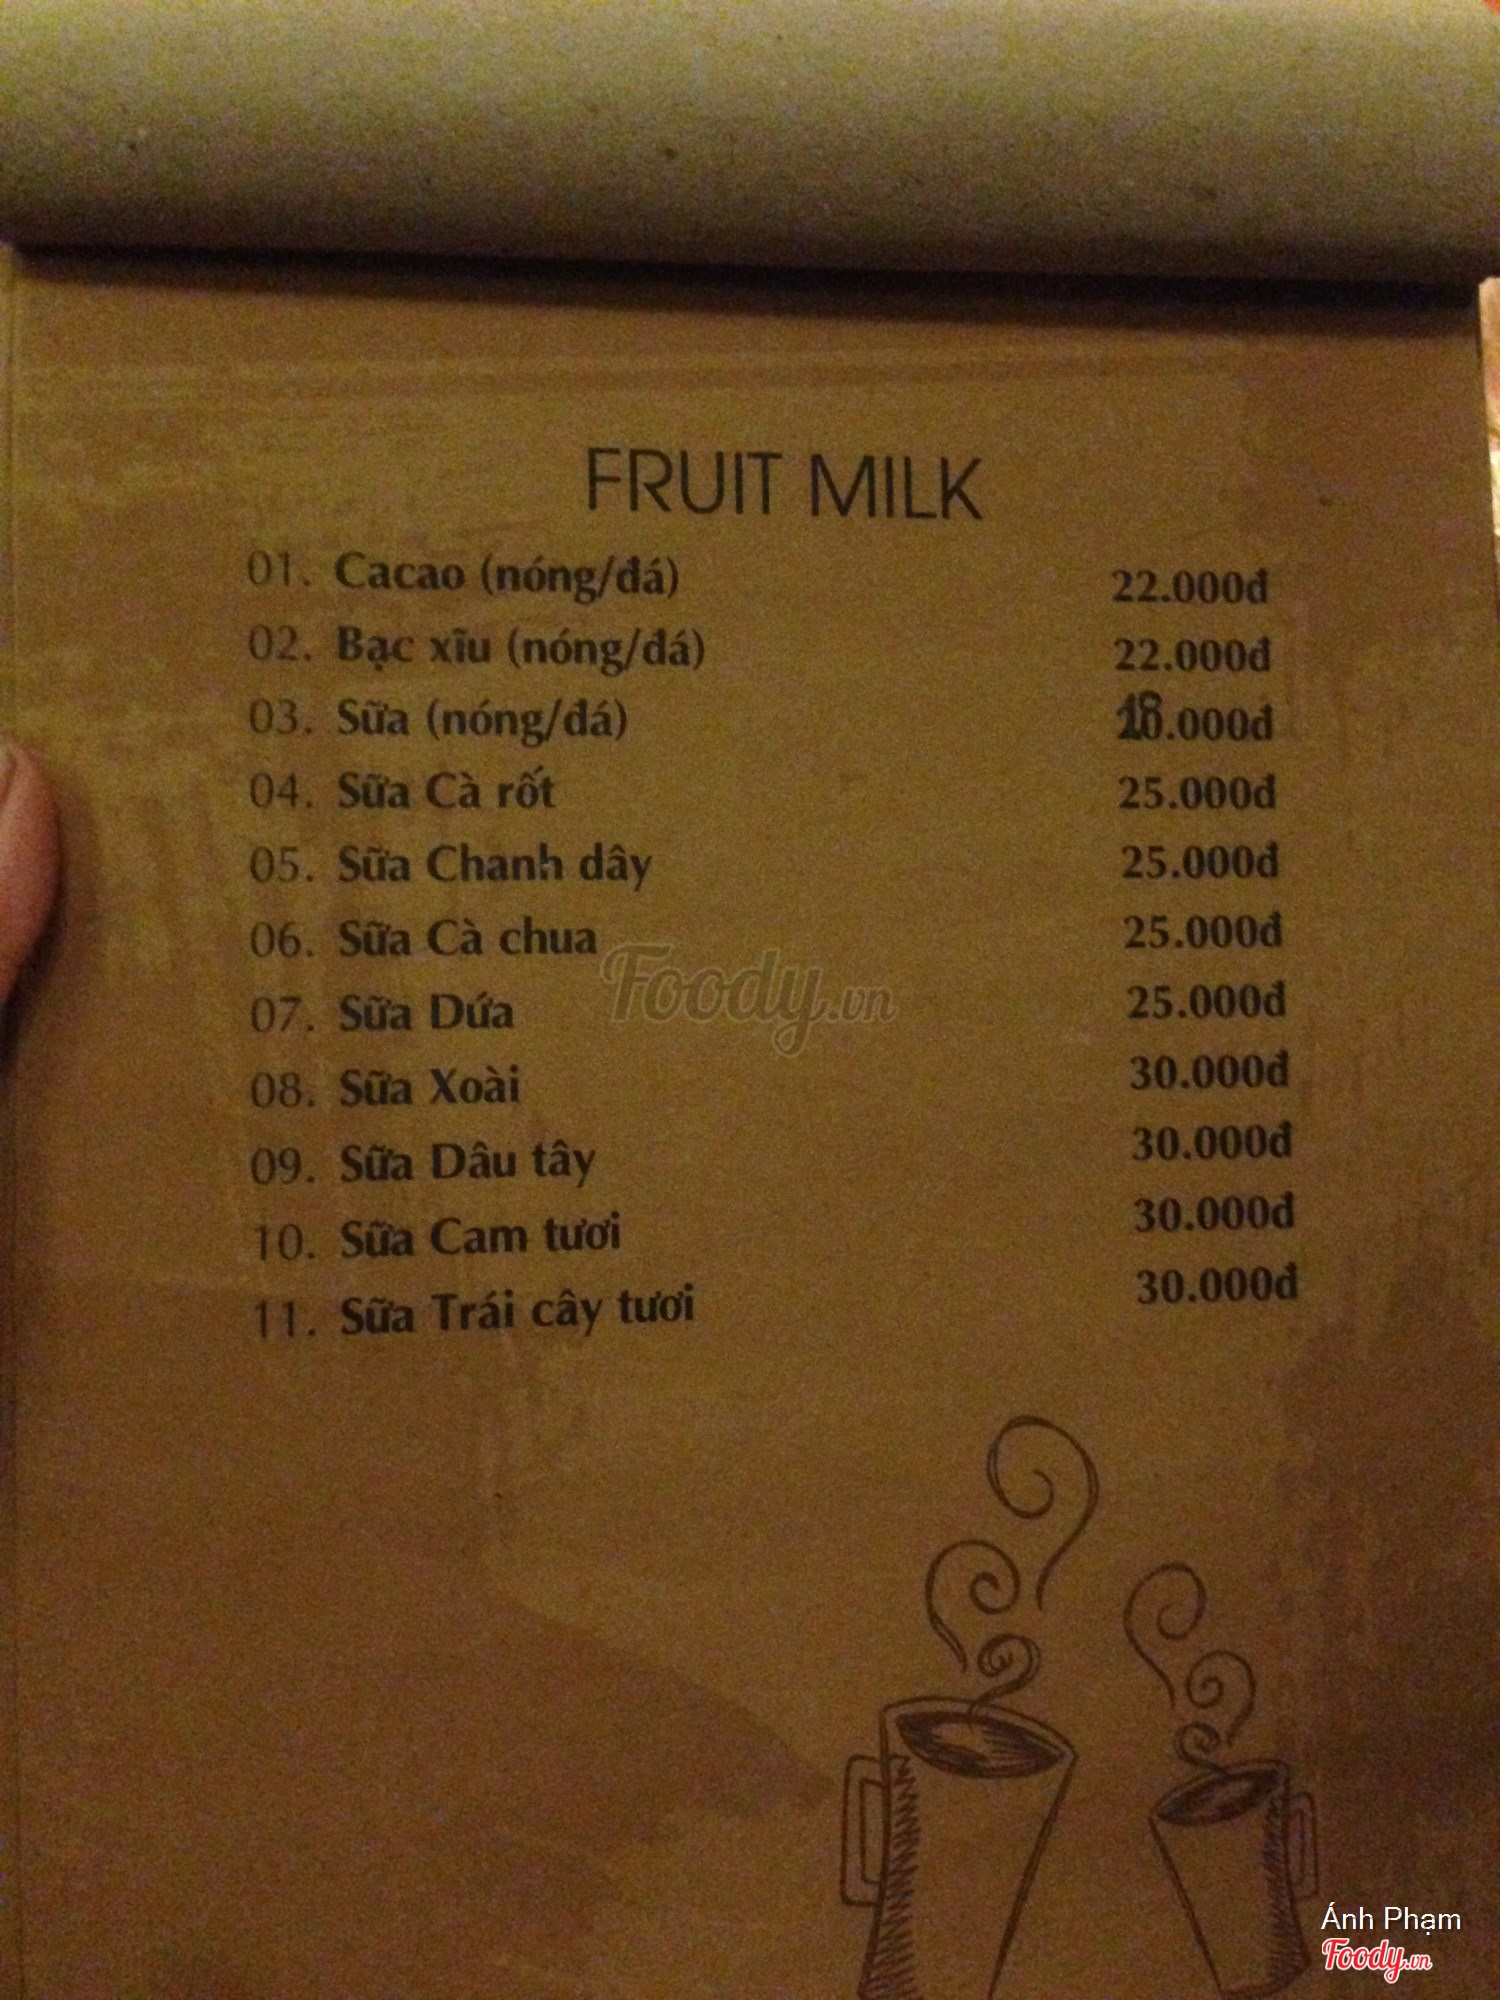 FRUIT MILK
01. Cacao (nóng/đá) 22.000đ
02. Bạc xĩu (nóng/đá) 22.000đ
03. Sữa (nóng/đá) 18.000đ
04. Sữa Cà rốt 25.000đ
05. Sữa Chanh dây 25.000đ
06. Sữa Cà chua 25.000đ
07. Sữa Dứa 25.000đ
08. Sữa Xoài 30.000đ
09. Sữa Dâu tây 30.000đ
10. Sữa Cam tươi 30.000đ
11. Sữa Trái cây tươi 30.000đ
Foody.vn
Ánh Phạm
Foody.vn